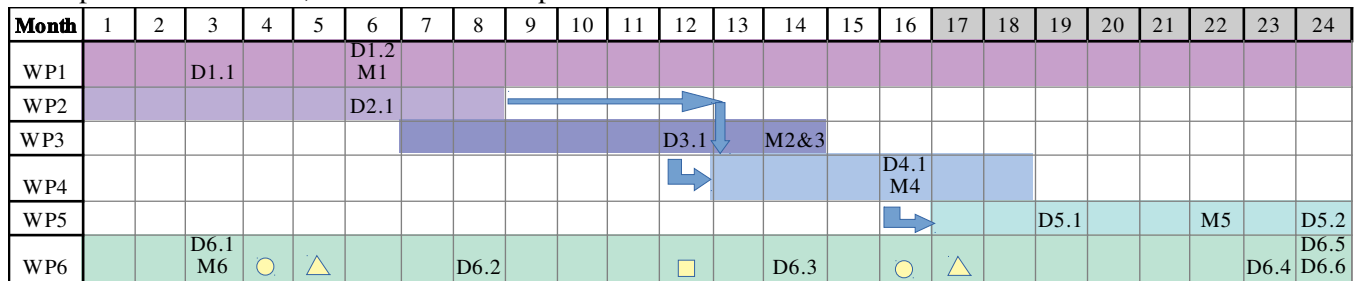 Month 1 2 3 4 5 6 7 8 9 10 11 12 13 14 15 16 17 18 19 20 21 22 23 24
WP1 D1.1 D1.2 M1
WP2 D2.1
WP3 D3.1 M2&3
WP4 D4.1 M4
WP5 D5.1 M5 D5.2
WP6 D6.1 M6 D6.2 D6.3 D6.4 D6.5 D6.6